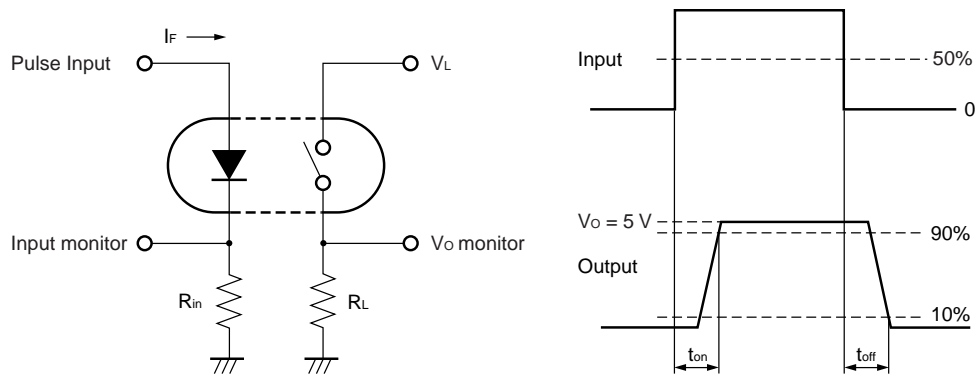 IF
Pulse Input
VL
Input monitor
VO monitor
Rin
RL
Input
50%
0
VO = 5 V
90%
Output
10%
ton
toff